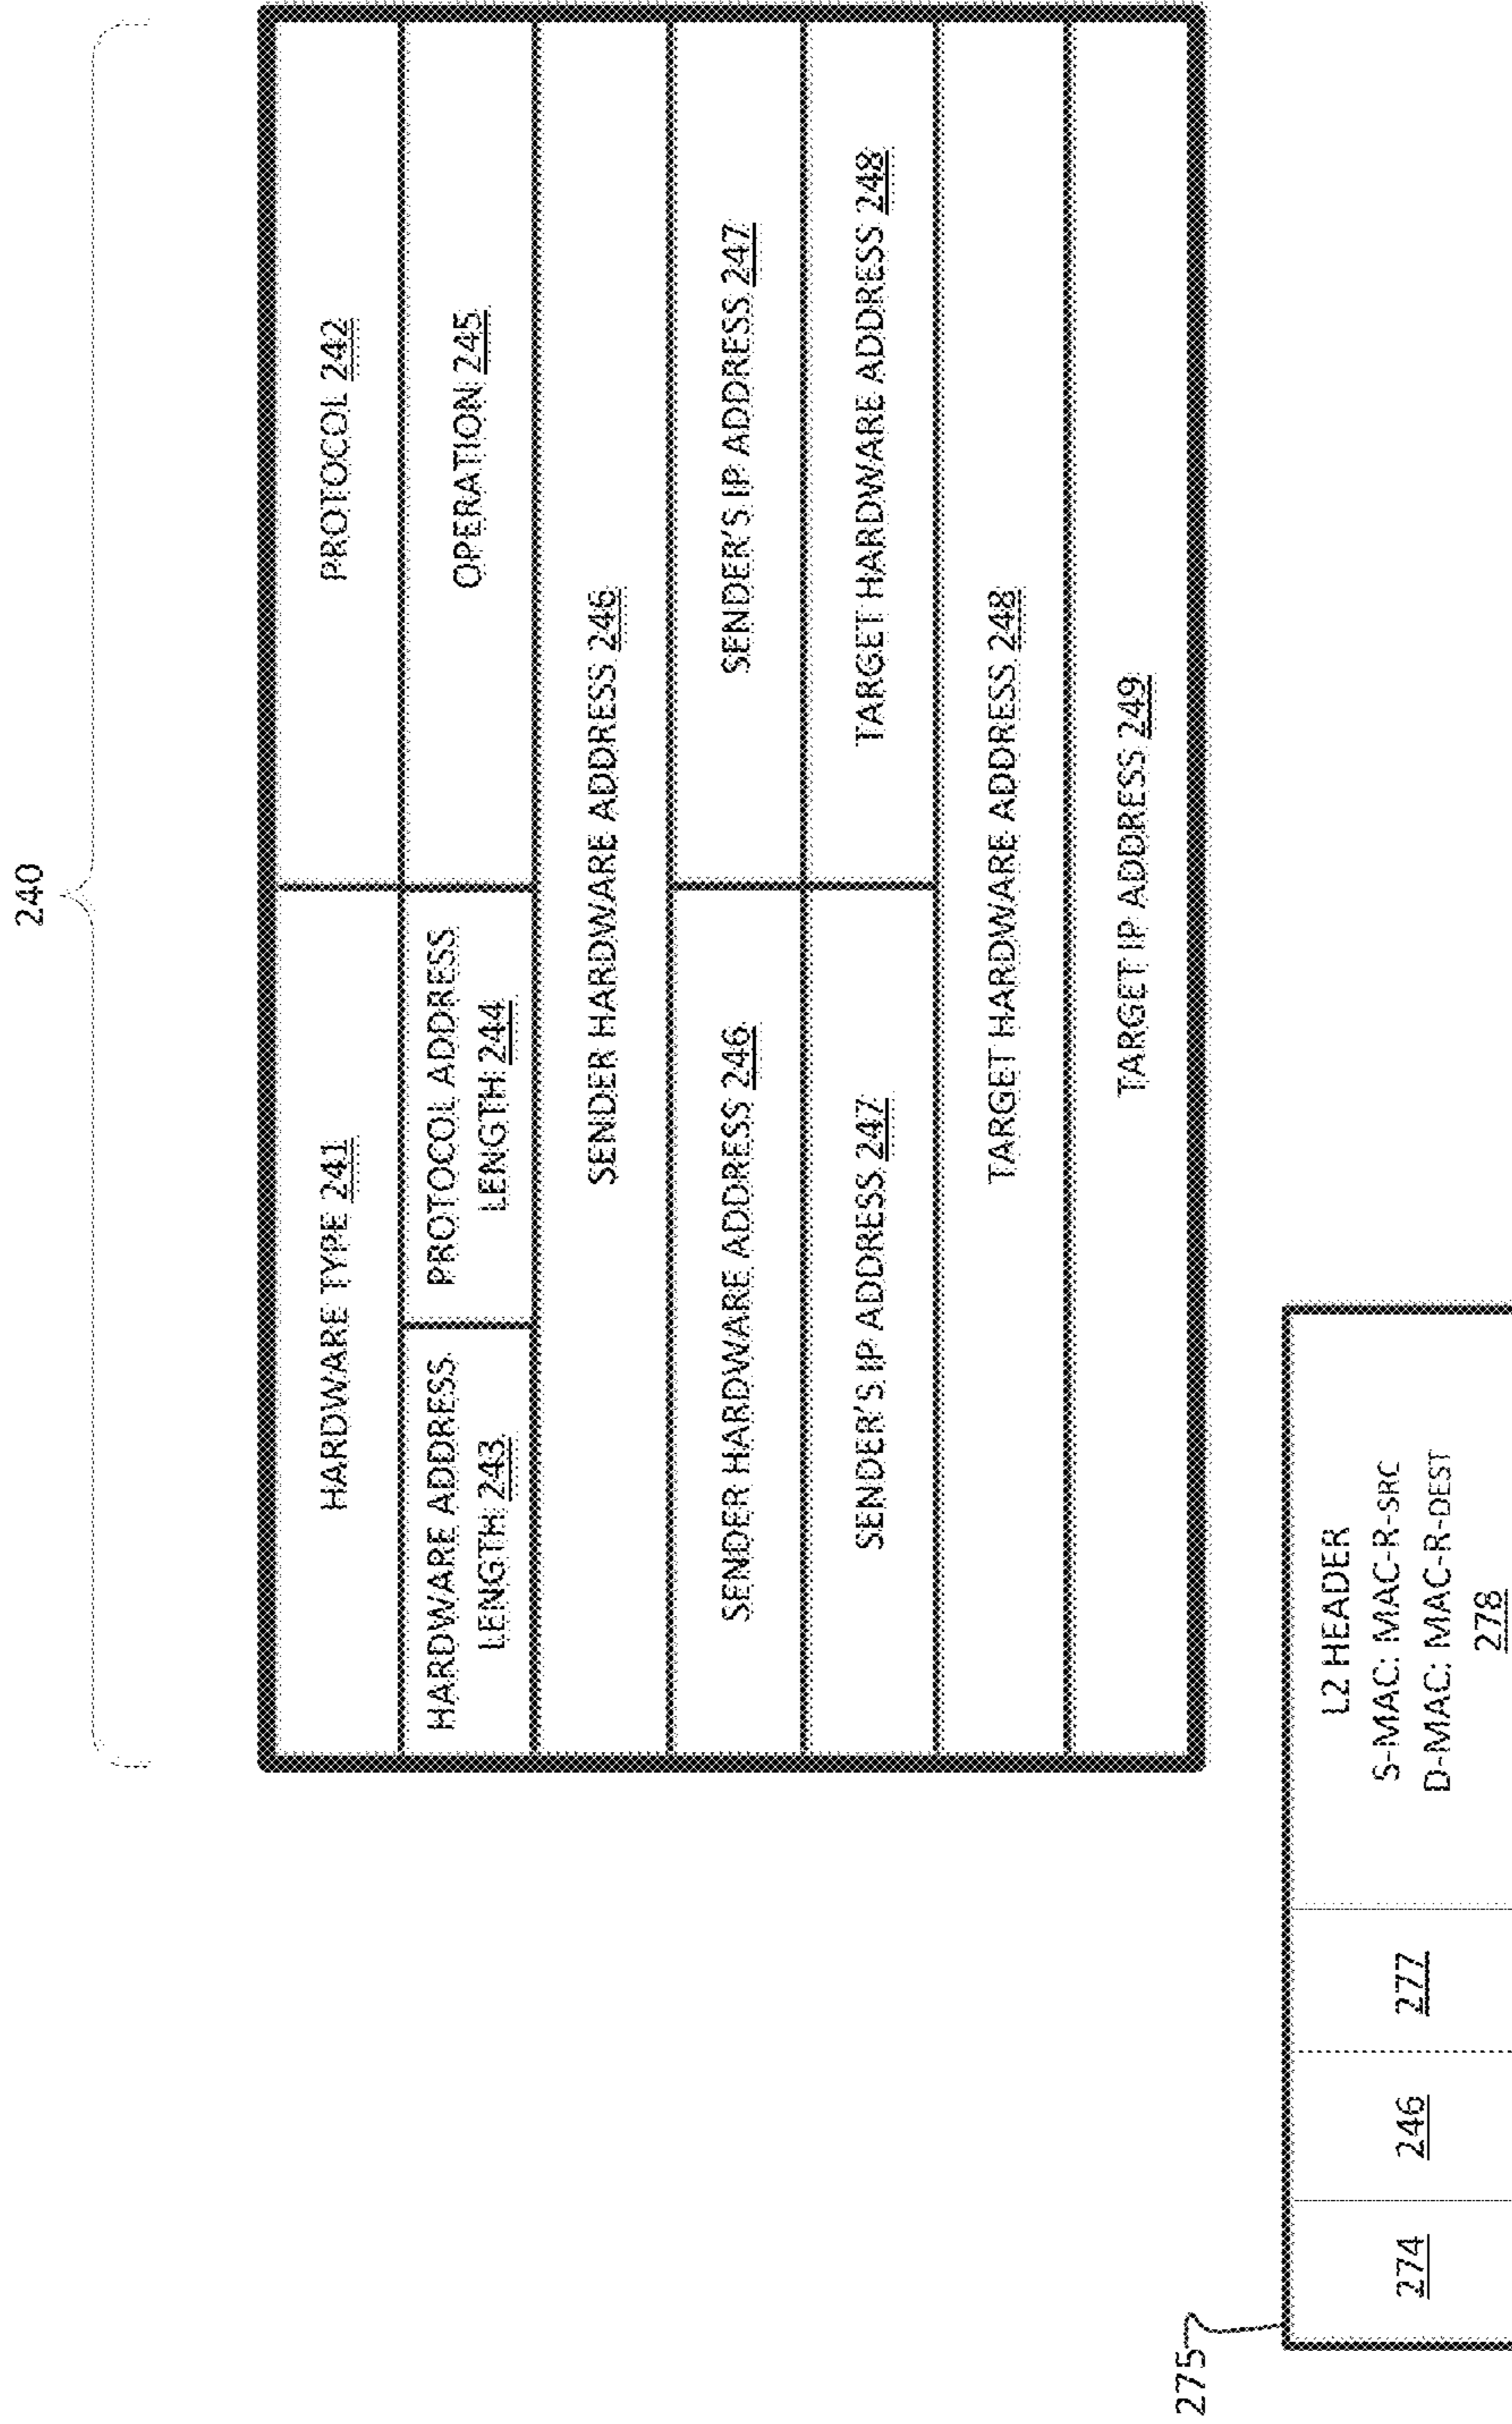 240
HARDWARE TYPE 241
PROTOCOL 242
HARDWARE ADDRESS
LENGTH 243
PROTOCOL ADDRESS
LENGTH 244
OPERATION 245
SENDER HARDWARE ADDRESS 246
SENDER HARDWARE ADDRESS 246
SENDER'S IP ADDRESS 247
SENDER'S IP ADDRESS 247
TARGET HARDWARE ADDRESS 248
TARGET HARDWARE ADDRESS 248
TARGET IP ADDRESS 249
275
274
246
277
L2 HEADER
S-MAC: MAC-R-SRC
D-MAC: MAC-R-DEST
278